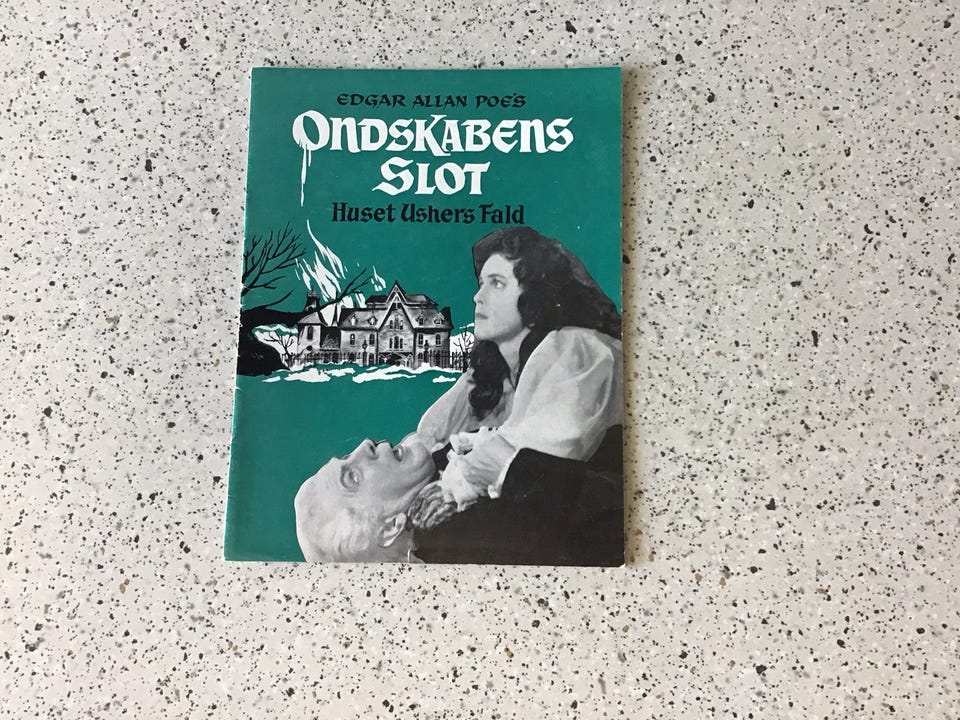 EDGAR ALLAN POE'S
ONDSKABENS
SLOT
Huset Ushers Fald